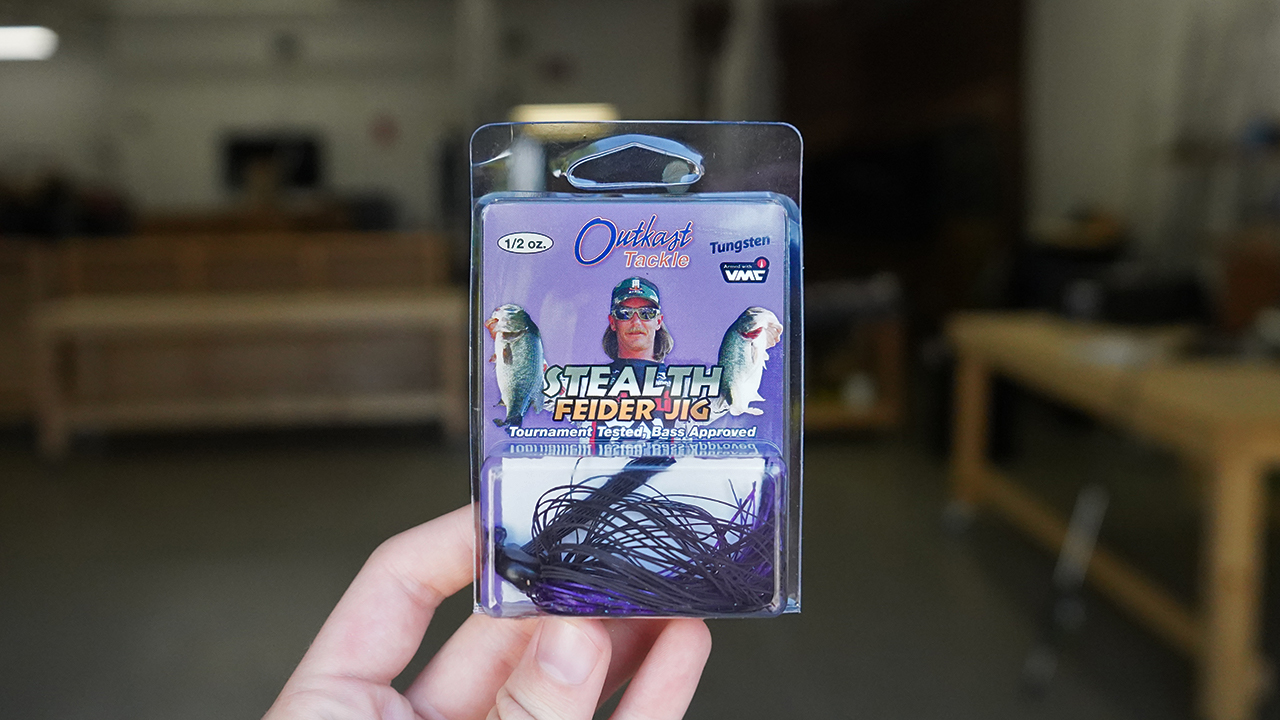 1/2 oz.
Outkast
Tackle
Tungsten
Armed with
VMC
STEALTH
FEIDER JIG
Tournament Tested, Bass Approved